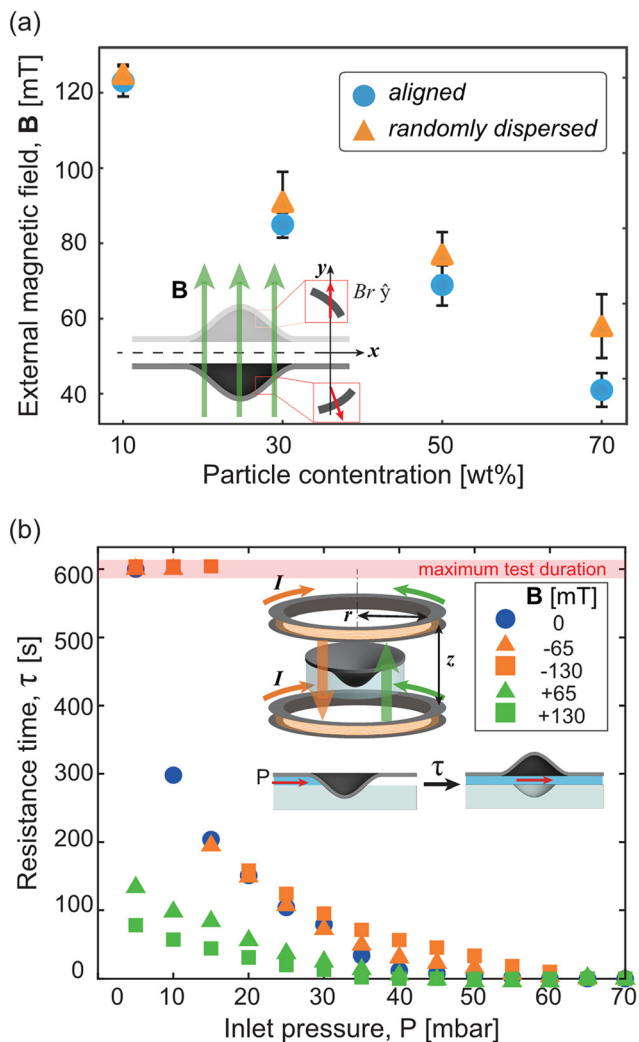 (a)
External magnetic field, B [mT]
120
100
80
60
40
aligned
randomly dispersed
B
y
Br ŷ
x
10
30
50
70
Particle contentration [wt%]
(b)
Resistance time, τ [s]
600
500
400
300
200
100
0
maximum test duration
I
r
z
I
B [mT]
0
-65
-130
+65
+130
P
τ
0
10
20
30
40
50
60
70
Inlet pressure, P [mbar]